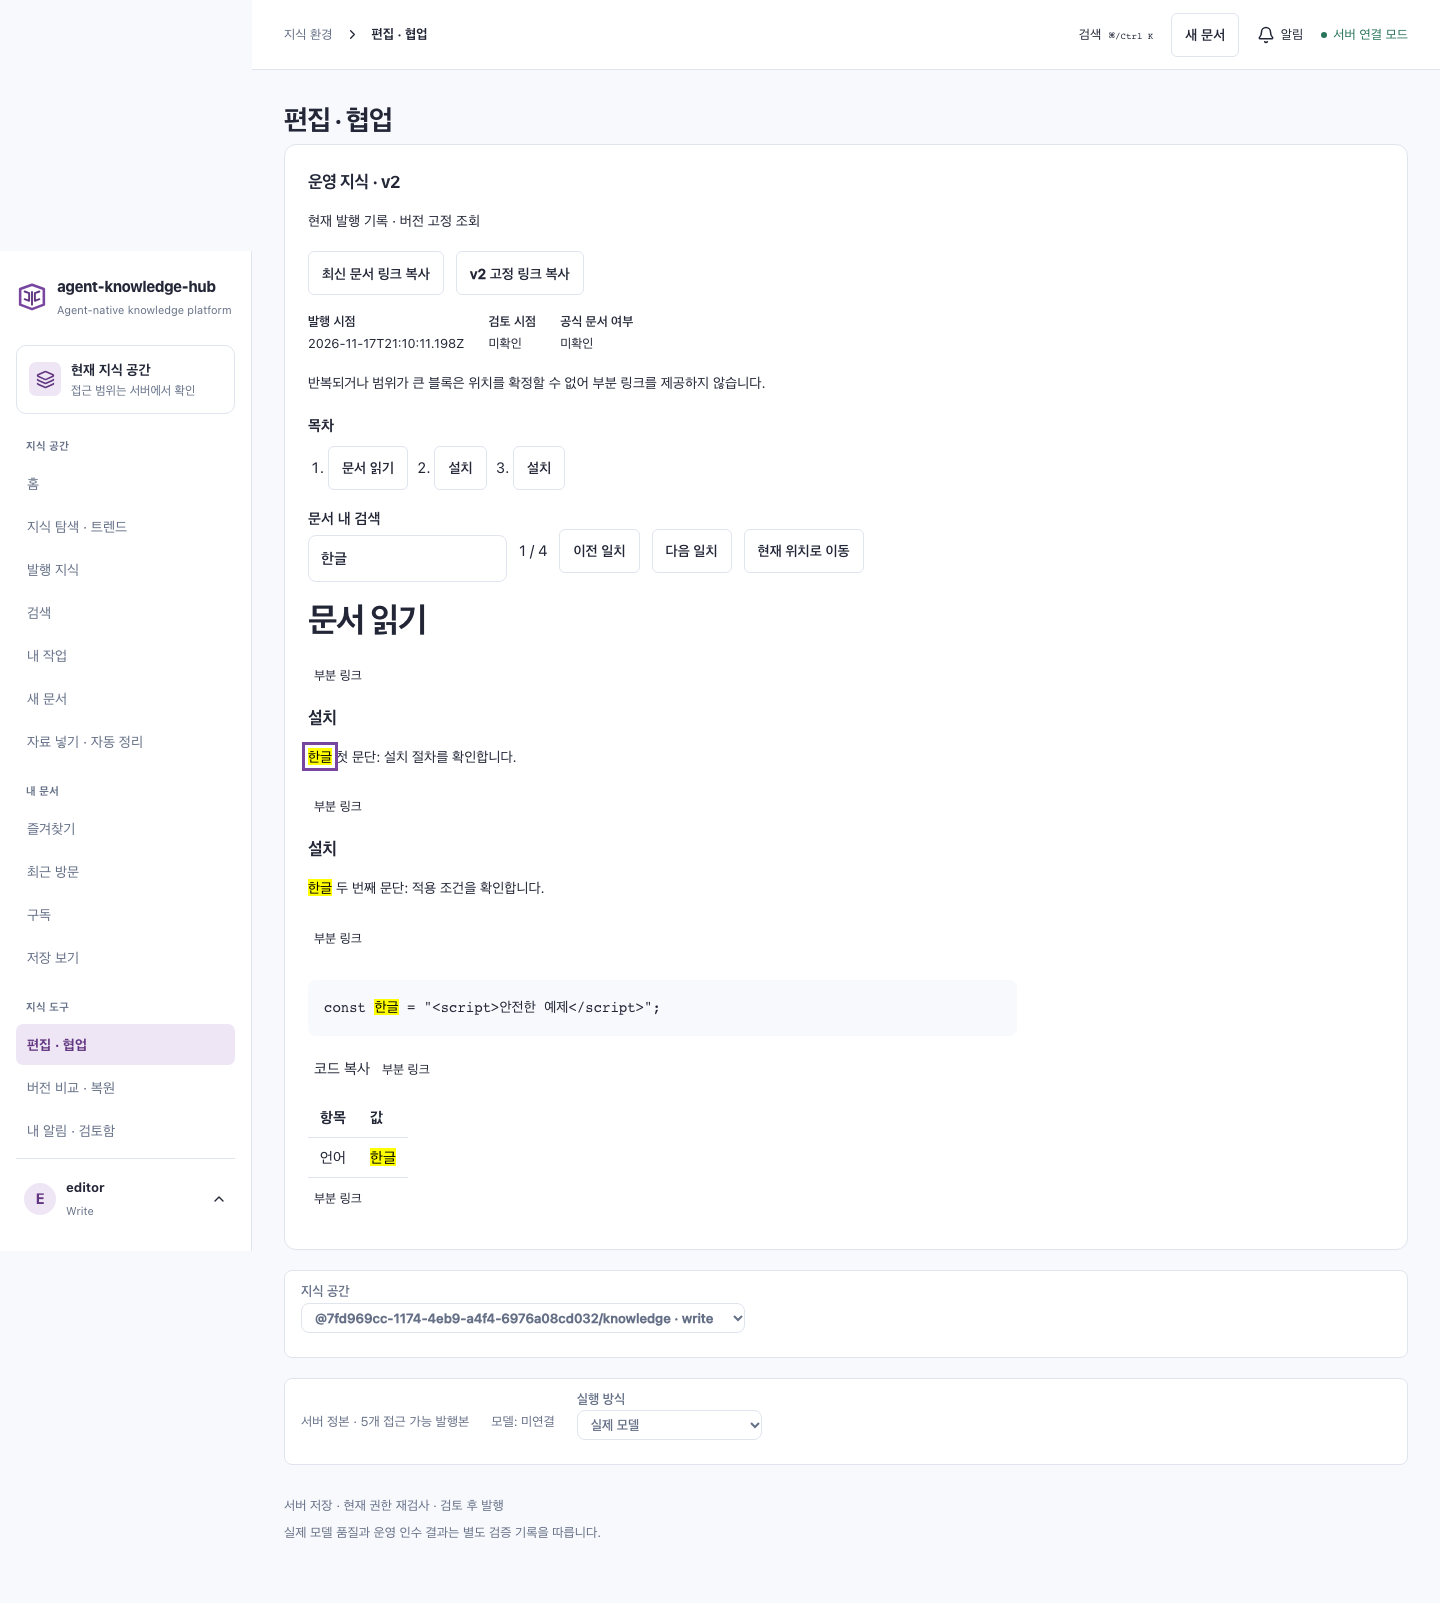 지식 환경 > 편집 · 협업
검색 ⌘/Ctrl K
새 문서
알림
서버 연결 모드
agent-knowledge-hub
Agent-native knowledge platform
현재 지식 공간
접근 범위는 서버에서 확인
지식 공간
홈
지식 탐색 · 트렌드
발행 지식
검색
내 작업
새 문서
자료 넣기 · 자동 정리
내 문서
즐겨찾기
최근 방문
구독
저장 보기
지식 도구
편집 · 협업
버전 비교 · 복원
내 알림 · 검토함
E
editor
Write
편집 · 협업
운영 지식 · v2
현재 발행 기록 · 버전 고정 조회
최신 문서 링크 복사
v2 고정 링크 복사
발행 시점 검토 시점 공식 문서 여부
2026-11-17T21:10:11.198Z 미확인 미확인
반복되거나 범위가 큰 블록은 위치를 확정할 수 없어 부분 링크를 제공하지 않습니다.
목차
1. 문서 읽기 2. 설치 3. 설치
문서 내 검색
한글 1 / 4 이전 일치 다음 일치 현재 위치로 이동
문서 읽기
부분 링크
설치
한글 첫 문단: 설치 절차를 확인합니다.
부분 링크
설치
한글 두 번째 문단: 적용 조건을 확인합니다.
부분 링크
const 한글 = "<script>안전한 예제</script>";
코드 복사 부분 링크
항목 값
언어 한글
부분 링크
지식 공간
@7fd969cc-1174-4eb9-a4f4-6976a08cd032/knowledge · write
실행 방식
서버 정본 · 5개 접근 가능 발행본 모델: 미연결 실제 모델
서버 저장 · 현재 권한 재검사 · 검토 후 발행
실제 모델 품질과 운영 인수 결과는 별도 검증 기록을 따릅니다.